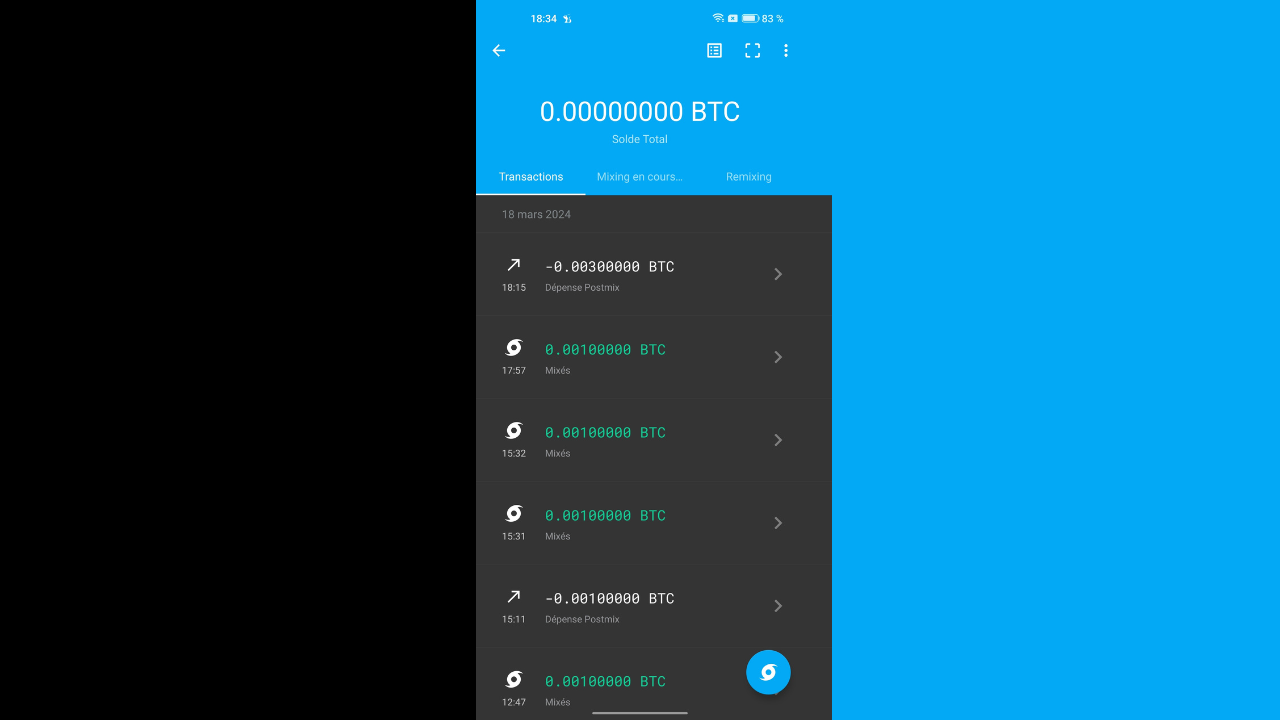 18:34
83 %
0.00000000 BTC
Solde Total
Transactions
Mixing en cours...
Remixing
18 mars 2024
-0.00300000 BTC
18:15
Dépense Postmix
0.00100000 BTC
17:57
Mixés
0.00100000 BTC
15:32
Mixés
0.00100000 BTC
15:31
Mixés
-0.00100000 BTC
15:11
Dépense Postmix
0.00100000 BTC
12:47
Mixés